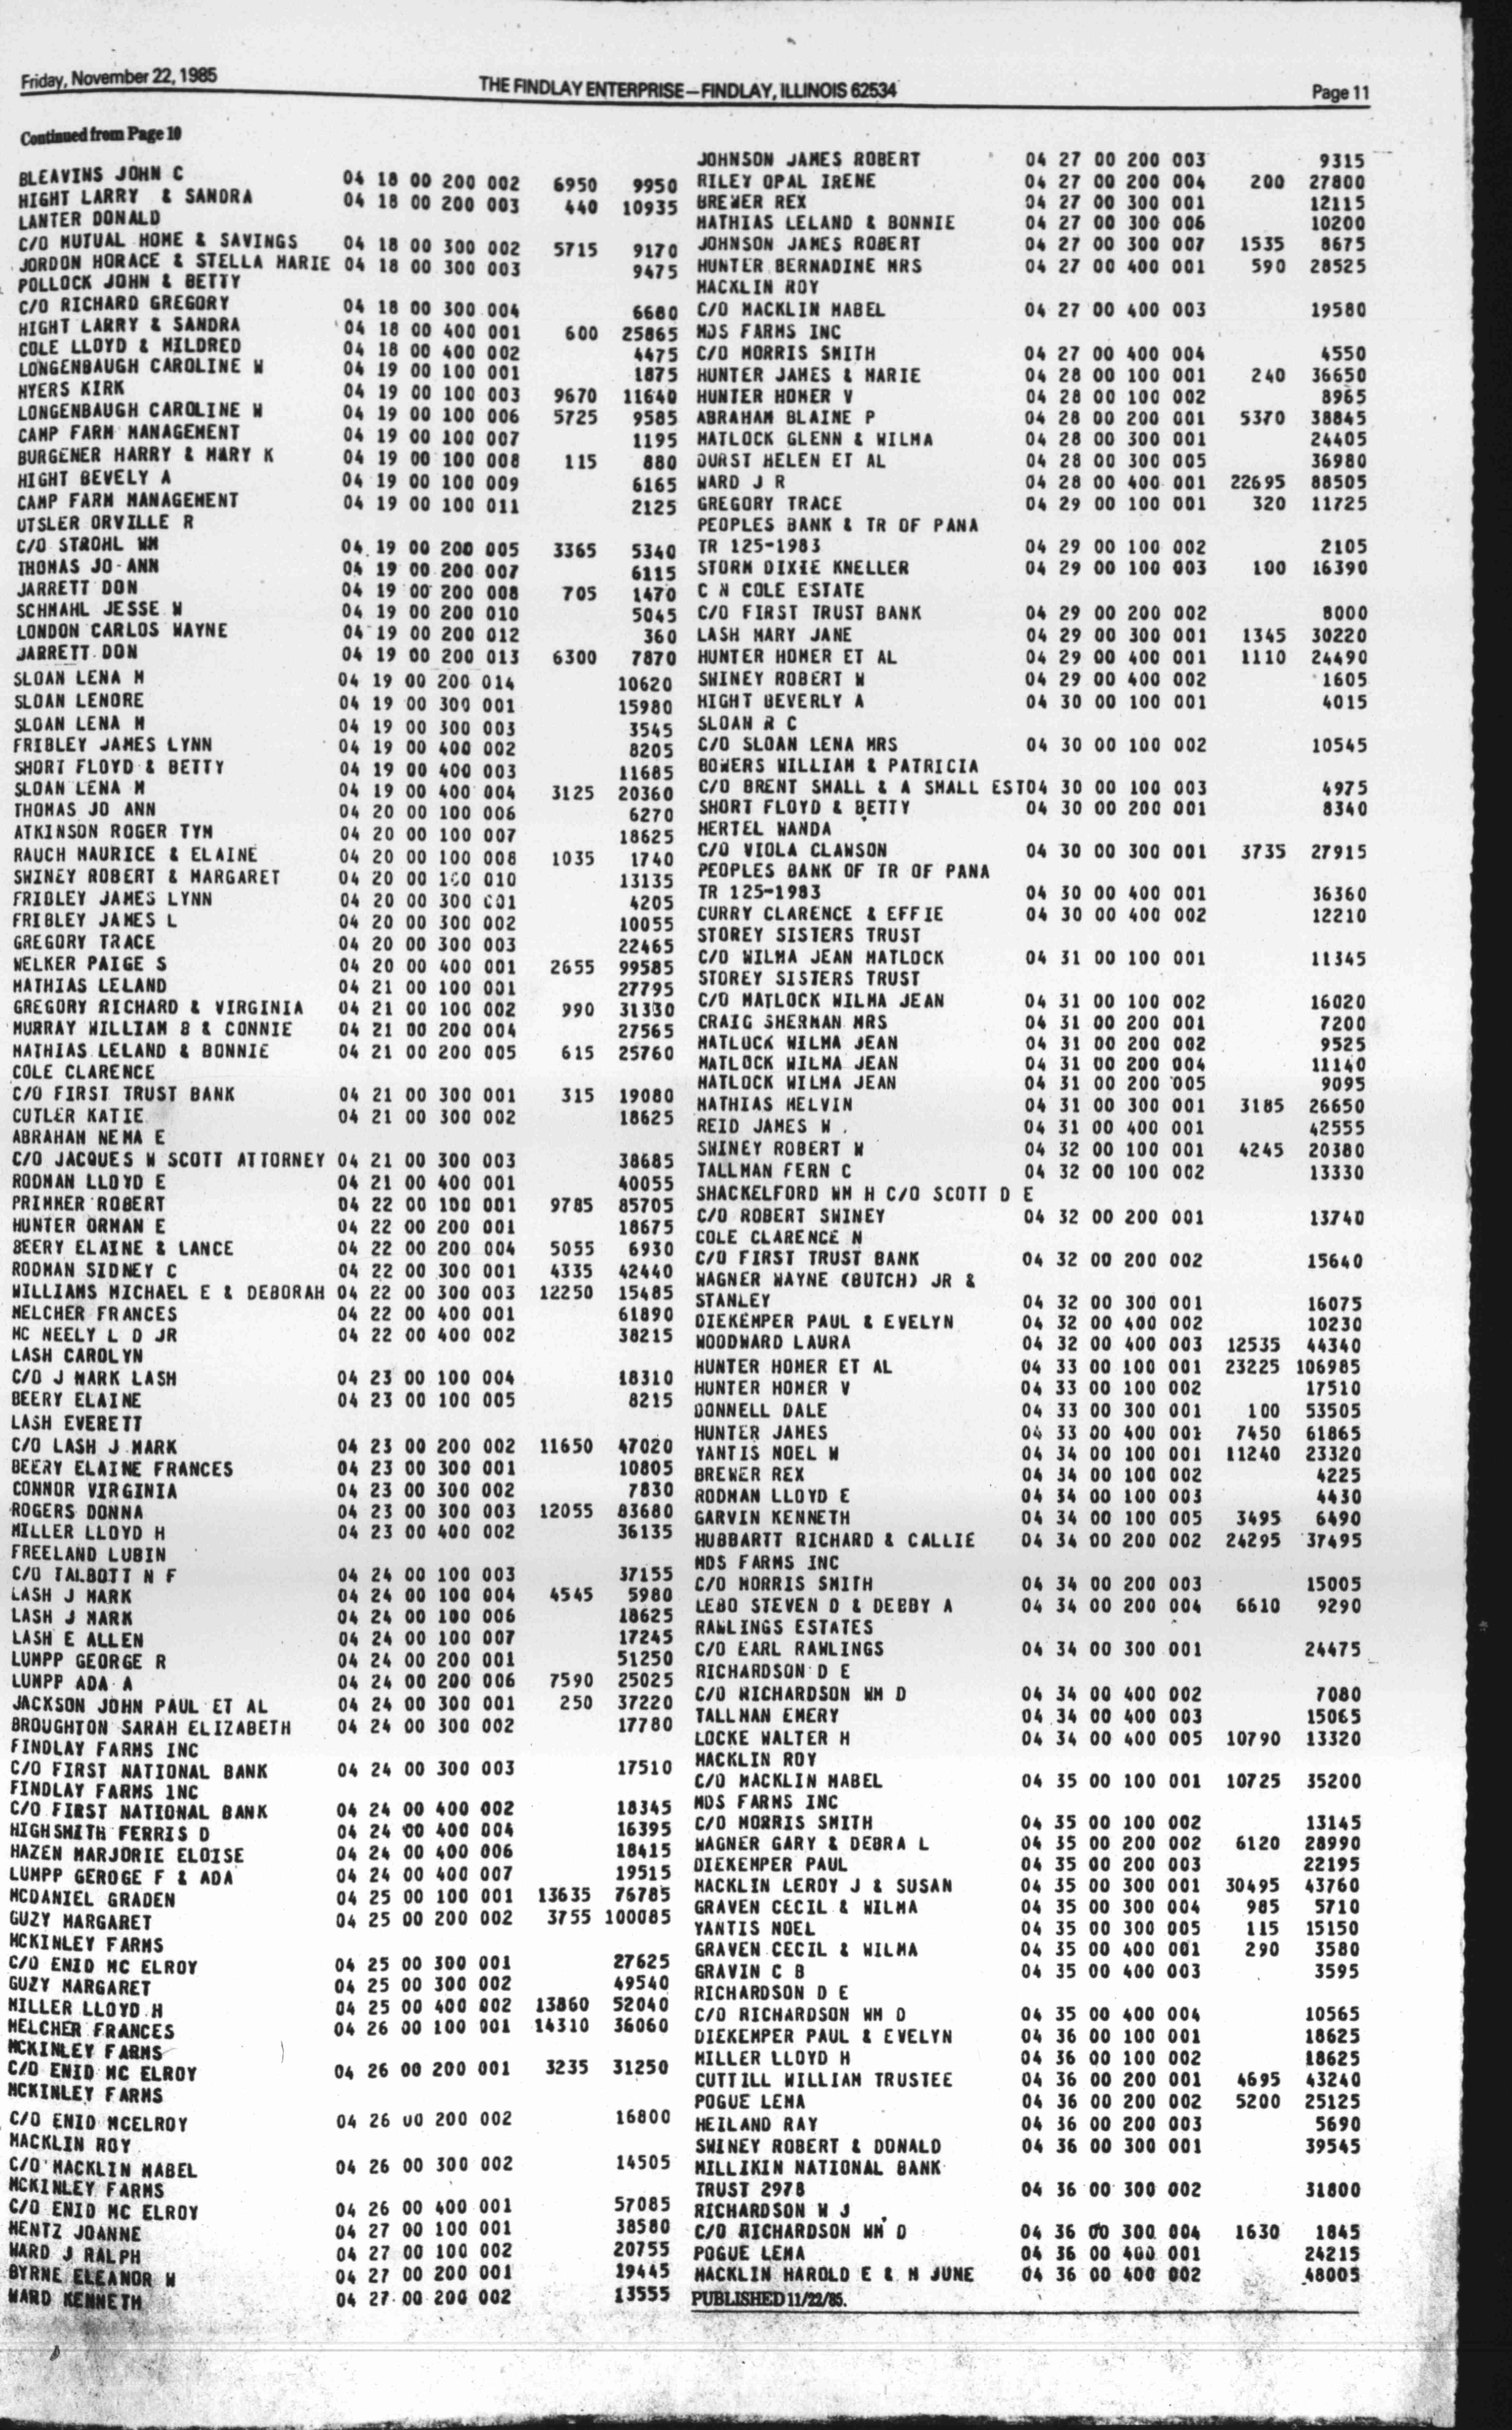 Friday, November 22, 1985
THE FINDLAY ENTERPRISE—FINDLAY, ILLINOIS 62534
Page 11
Continued from Page 10
BLEAVINS JOHN C 04 18 00 200 002 6950 9950
HIGHT LARRY & SANDRA 04 18 00 200 003 440 10935
LANTER DONALD
C/O MUTUAL HOME & SAVINGS 04 18 00 300 002 5715 9170
JORDON HORACE & STELLA MARIE 04 18 00 300 003 9475
POLLOCK JOHN & BETTY
C/O RICHARD GREGORY 04 18 00 300 004 6680
HIGHT LARRY & SANDRA 04 18 00 400 001 600 25865
COLE LLOYD & MILDRED 04 18 00 400 002 4475
LONGENBAUGH CAROLINE W 04 19 00 100 001 1875
MYERS KIRK 04 19 00 100 003 9670 11640
LONGENBAUGH CAROLINE W 04 19 00 100 006 5725 9585
CAMP FARM MANAGEMENT 04 19 00 100 007 1195
BURGENER HARRY & MARY K 04 19 00 100 008 115 880
HIGHT BEVELY A 04 19 00 100 009 6165
CAMP FARM MANAGEMENT 04 19 00 100 011 2125
UTSLER ORVILLE R
C/O STROHL WM 04 19 00 200 005 3365 5340
THOMAS JO ANN 04 19 00 200 007 6115
JARRETT DON 04 19 00 200 008 705 1470
SCHMAHL JESSE W 04 19 00 200 010 5045
LONDON CARLOS WAYNE 04 19 00 200 012 360
JARRETT DON 04 19 00 200 013 6300 7870
SLOAN LENA M 04 19 00 200 014 10620
SLOAN LENORE 04 19 00 300 001 15980
SLOAN LENA M 04 19 00 300 003 3545
FRIBLEY JAMES LYNN 04 19 00 400 002 8205
SHORT FLOYD & BETTY 04 19 00 400 003 11685
SLOAN LENA M 04 19 00 400 004 3125 20360
THOMAS JO ANN 04 20 00 100 006 6270
ATKINSON ROGER TYM 04 20 00 100 007 18625
RAUCH MAURICE & ELAINE 04 20 00 100 008 1035 1740
SWINEY ROBERT & MARGARET 04 20 00 100 010 13135
FRIBLEY JAMES LYNN 04 20 00 300 001 4205
FRIBLEY JAMES L 04 20 00 300 002 10055
GREGORY TRACE 04 20 00 300 003 22465
WELKER PAIGE S 04 20 00 400 001 2655 99585
MATHIAS LELAND 04 21 00 100 001 27795
GREGORY RICHARD & VIRGINIA 04 21 00 100 002 990 31330
MURRAY WILLIAM B & CONNIE 04 21 00 200 004 27565
MATHIAS LELAND & BONNIE 04 21 00 200 005 615 25760
COLE CLARENCE
C/O FIRST TRUST BANK 04 21 00 300 001 315 19080
CUTLER KATIE 04 21 00 300 002 18625
ABRAHAM NEMA E
C/O JACQUES W SCOTT ATTORNEY 04 21 00 300 003 38685
RODMAN LLOYD E 04 21 00 400 001 40055
PRIMMER ROBERT 04 22 00 100 001 9785 85705
HUNTER ORMAN E 04 22 00 200 001 18675
BEERY ELAINE & LANCE 04 22 00 200 004 5055 6930
RODMAN SIDNEY C 04 22 00 300 001 4335 42440
WILLIAMS MICHAEL E & DEBORAH 04 22 00 300 003 12250 15485
MELCHER FRANCES 04 22 00 400 001 61890
MC NEELY L D JR 04 22 00 400 002 38215
LASH CAROLYN
C/O J MARK LASH 04 23 00 100 004 18310
BEERY ELAINE 04 23 00 100 005 8215
LASH EVERETT
C/O LASH J MARK 04 23 00 200 002 11650 47020
BEERY ELAINE FRANCES 04 23 00 300 001 10805
CONNOR VIRGINIA 04 23 00 300 002 7830
ROGERS DONNA 04 23 00 300 003 12055 83680
MILLER LLOYD H 04 23 00 400 002 36135
FREELAND LUBIN
C/O TALBOTT N F 04 24 00 100 003 37155
LASH J MARK 04 24 00 100 004 4545 5980
LASH J MARK 04 24 00 100 006 18625
LASH E ALLEN 04 24 00 100 007 17245
LUMPP GEORGE R 04 24 00 200 001 51250
LUMPP ADA A 04 24 00 200 006 7590 25025
JACKSON JOHN PAUL ET AL 04 24 00 300 001 250 37220
BROUGHTON SARAH ELIZABETH 04 24 00 300 002 17780
FINDLAY FARMS INC
C/O FIRST NATIONAL BANK 04 24 00 300 003 17510
FINDLAY FARMS INC
C/O FIRST NATIONAL BANK 04 24 00 400 002 18345
HIGHSMITH FERRIS D 04 24 00 400 004 16395
HAZEN MARJORIE ELOISE 04 24 00 400 006 18415
LUMPP GEROGE F & ADA 04 24 00 400 007 19515
MCDANIEL GRADEN 04 25 00 100 001 13635 76785
GUZY MARGARET 04 25 00 200 002 3755 100085
MCKINLEY FARMS
C/O ENID MC ELROY 04 25 00 300 001 27625
GUZY MARGARET 04 25 00 300 002 49540
MILLER LLOYD H 04 25 00 400 002 13860 52040
MELCHER FRANCES 04 26 00 100 001 14310 36060
MCKINLEY FARMS
C/O ENID MC ELROY 04 26 00 200 001 3235 31250
MCKINLEY FARMS
C/O ENID MCELROY 04 26 00 200 002 16800
MACKLIN ROY
C/O MACKLIN MABEL 04 26 00 300 002 14505
MCKINLEY FARMS
C/O ENID MC ELROY 04 26 00 400 001 57085
MENTZ JOANNE 04 27 00 100 001 38580
WARD J RALPH 04 27 00 100 002 20755
BYRNE ELEANOR W 04 27 00 200 001 19445
WARD KENNETH 04 27 00 200 002 13555
JOHNSON JAMES ROBERT 04 27 00 200 003 9315
RILEY OPAL IRENE 04 27 00 200 004 200 27800
BREWER REX 04 27 00 300 001 12115
MATHIAS LELAND & BONNIE 04 27 00 300 006 10200
JOHNSON JAMES ROBERT 04 27 00 300 007 1535 8675
HUNTER BERNADINE MRS 04 27 00 400 001 590 28525
MACKLIN ROY
C/O MACKLIN MABEL 04 27 00 400 003 19580
MDS FARMS INC
C/O MORRIS SMITH 04 27 00 400 004 4550
HUNTER JAMES & MARIE 04 28 00 100 001 240 36650
HUNTER HOMER V 04 28 00 100 002 8965
ABRAHAM BLAINE P 04 28 00 200 001 5370 38845
MATLOCK GLENN & WILMA 04 28 00 300 001 24405
DURST HELEN ET AL 04 28 00 300 005 36980
WARD J R 04 28 00 400 001 22695 88505
GREGORY TRACE 04 29 00 100 001 320 11725
PEOPLES BANK & TR OF PANA
TR 125-1983 04 29 00 100 002 2105
STORM DIXIE KNELLER 04 29 00 100 003 100 16390
C N COLE ESTATE
C/O FIRST TRUST BANK 04 29 00 200 002 8000
LASH MARY JANE 04 29 00 300 001 1345 30220
HUNTER HOMER ET AL 04 29 00 400 001 1110 24490
SWINEY ROBERT W 04 29 00 400 002 1605
HIGHT BEVERLY A 04 30 00 100 001 4015
SLOAN R C
C/O SLOAN LENA MRS 04 30 00 100 002 10545
BOWERS WILLIAM & PATRICIA
C/O BRENT SMALL & A SMALL EST04 30 00 100 003 4975
SHORT FLOYD & BETTY 04 30 00 200 001 8340
HERTEL WANDA
C/O VIOLA CLAWSON 04 30 00 300 001 3735 27915
PEOPLES BANK OF TR OF PANA
TR 125-1983 04 30 00 400 001 36360
CURRY CLARENCE & EFFIE 04 30 00 400 002 12210
STOREY SISTERS TRUST
C/O WILMA JEAN MATLOCK 04 31 00 100 001 11345
STOREY SISTERS TRUST
C/O MATLOCK WILMA JEAN 04 31 00 100 002 16020
CRAIG SHERMAN MRS 04 31 00 200 001 7200
MATLOCK WILMA JEAN 04 31 00 200 002 9525
MATLOCK WILMA JEAN 04 31 00 200 004 11140
MATLOCK WILMA JEAN 04 31 00 200 005 9095
MATHIAS MELVIN 04 31 00 300 001 3185 26650
REID JAMES W 04 31 00 400 001 42555
SWINEY ROBERT W 04 32 00 100 001 4245 20380
TALLMAN FERN C 04 32 00 100 002 13330
SHACKELFORD WM H C/O SCOTT D E
C/O ROBERT SWINEY 04 32 00 200 001 13740
COLE CLARENCE N
C/O FIRST TRUST BANK 04 32 00 200 002 15640
WAGNER WAYNE (BUTCH) JR &
STANLEY 04 32 00 300 001 16075
DIEKEMPER PAUL & EVELYN 04 32 00 400 002 10230
WOODWARD LAURA 04 32 00 400 003 12535 44340
HUNTER HOMER ET AL 04 33 00 100 001 23225 106985
HUNTER HOMER V 04 33 00 100 002 17510
DONNELL DALE 04 33 00 300 001 100 53505
HUNTER JAMES 04 33 00 400 001 7450 61865
YANTIS NOEL W 04 34 00 100 001 11240 23320
BREWER REX 04 34 00 100 002 4225
RODMAN LLOYD E 04 34 00 100 003 4430
GARVIN KENNETH 04 34 00 100 005 3495 6490
HUBBARTT RICHARD & CALLIE 04 34 00 200 002 24295 37495
MDS FARMS INC
C/O MORRIS SMITH 04 34 00 200 003 15005
LEBO STEVEN D & DEBBY A 04 34 00 200 004 6610 9290
RAWLINGS ESTATES
C/O EARL RAWLINGS 04 34 00 300 001 24475
RICHARDSON D E
C/O RICHARDSON WM D 04 34 00 400 002 7080
TALLMAN EMERY 04 34 00 400 003 15065
LOCKE WALTER H 04 34 00 400 005 10790 13320
MACKLIN ROY
C/O MACKLIN MABEL 04 35 00 100 001 10725 35200
MDS FARMS INC
C/O MORRIS SMITH 04 35 00 100 002 13145
WAGNER GARY & DEBRA L 04 35 00 200 002 6120 28990
DIEKEMPER PAUL 04 35 00 200 003 22195
MACKLIN LEROY J & SUSAN 04 35 00 300 001 30495 43760
GRAVEN CECIL & WILMA 04 35 00 300 004 985 5710
YANTIS NOEL 04 35 00 300 005 115 15150
GRAVEN CECIL & WILMA 04 35 00 400 001 290 3580
GRAVIN C B 04 35 00 400 003 3595
RICHARDSON D E
C/O RICHARDSON WM D 04 35 00 400 004 10565
DIEKEMPER PAUL & EVELYN 04 36 00 100 001 18625
MILLER LLOYD H 04 36 00 100 002 18625
CUTTILL WILLIAM TRUSTEE 04 36 00 200 001 4695 43240
POGUE LEMA 04 36 00 200 002 5200 25125
HEILAND RAY 04 36 00 200 003 5690
SWINEY ROBERT & DONALD 04 36 00 300 001 39545
MILLIKIN NATIONAL BANK
TRUST 2978 04 36 00 300 002 31800
RICHARDSON W J
C/O RICHARDSON WM D 04 36 00 300 004 1630 1845
POGUE LEMA 04 36 00 400 001 24215
MACKLIN HAROLD E & M JUNE 04 36 00 400 002 48005
PUBLISHED 11/22/85.